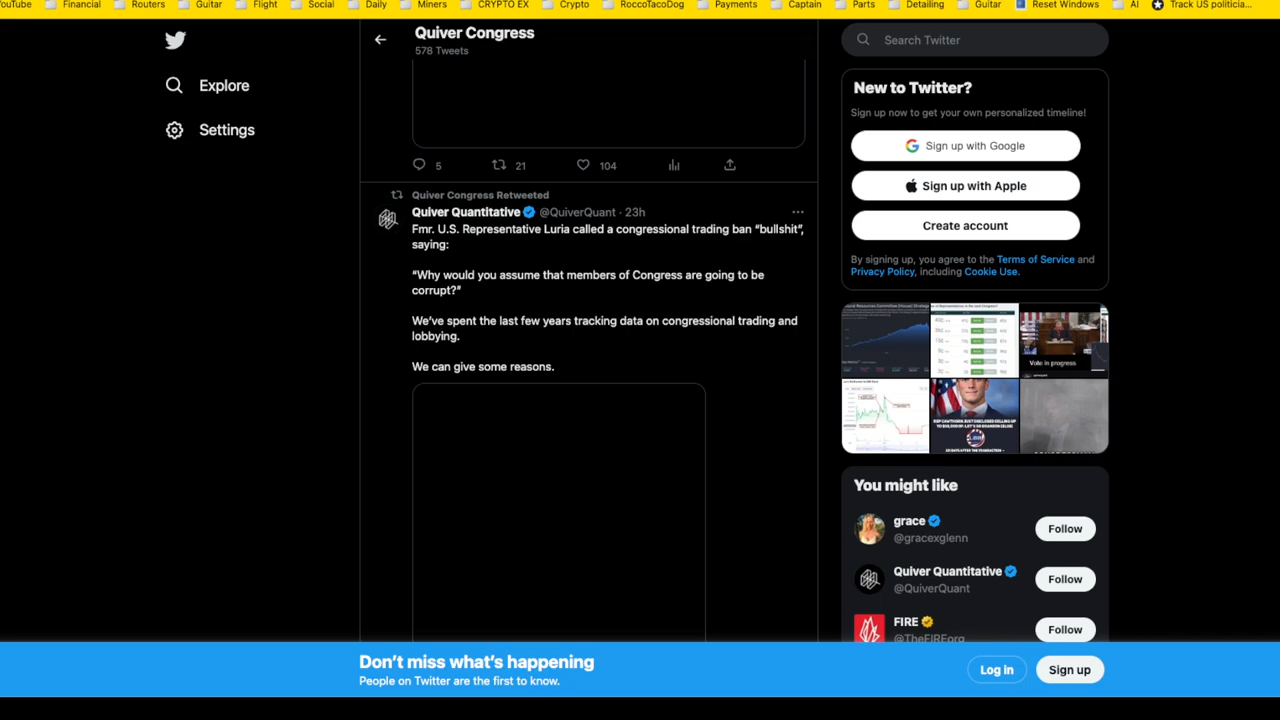 YouTube Financial Routers Guitar Flight Social Daily Miners CRYPTO EX Crypto RoccoTacoDog Payments Captain Parts Detailing Guitar Reset Windows AI Track US politicia...
Explore
Settings
Quiver Congress
578 Tweets
5 21 104
Quiver Congress Retweeted
Quiver Quantitative @QuiverQuant · 23h
Fmr. U.S. Representative Luria called a congressional trading ban “bullshit”,
saying:
“Why would you assume that members of Congress are going to be
corrupt?”
We’ve spent the last few years tracking data on congressional trading and
lobbying.
We can give some reasons.
Search Twitter
New to Twitter?
Sign up now to get your own personalized timeline!
Sign up with Google
Sign up with Apple
Create account
By signing up, you agree to the Terms of Service and
Privacy Policy, including Cookie Use.
Vote in progress
You might like
grace
@gracexglenn
Follow
Quiver Quantitative
@QuiverQuant
Follow
FIRE
@TheFIREorg
Follow
Don’t miss what’s happening
People on Twitter are the first to know.
Log in
Sign up